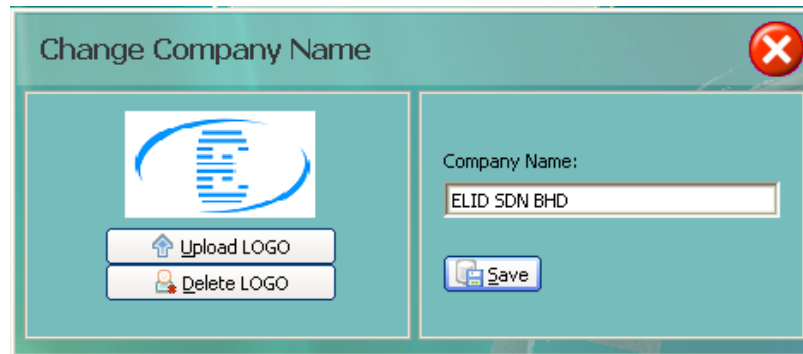 Change Company Name
Upload LOGO
Delete LOGO
Company Name:
ELID SDN BHD
Save